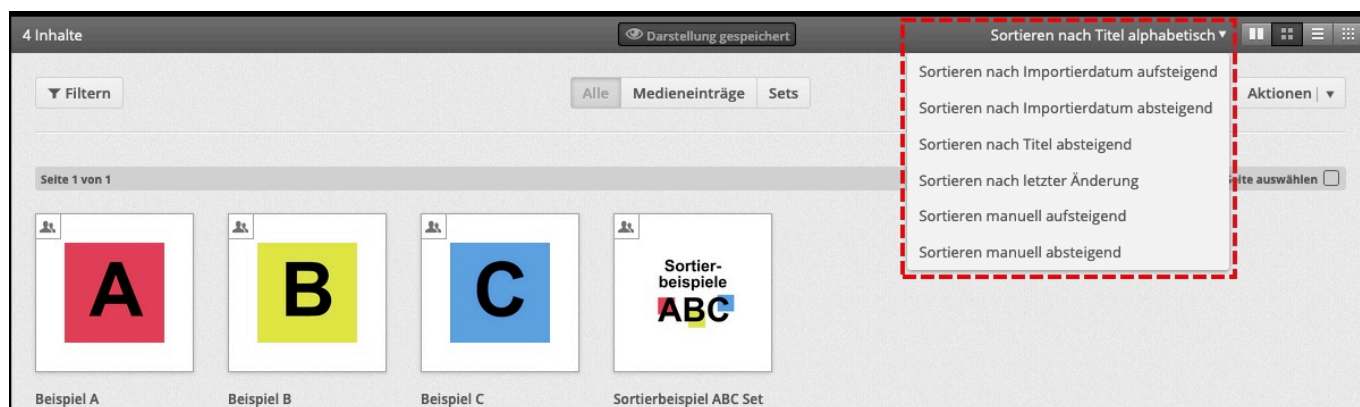 4 Inhalte
Darstellung gespeichert
Sortieren nach Titel alphabetisch
Sortieren nach Importierdatum aufsteigend
Sortieren nach Importierdatum absteigend
Sortieren nach Titel absteigend
Sortieren nach letzter Änderung
Sortieren manuell aufsteigend
Sortieren manuell absteigend
Filtern
Alle
Medieneinträge
Sets
Aktionen
Seite 1 von 1
auswählen
A
B
C
Sortier-
beispiele
ABC
Beispiel A
Beispiel B
Beispiel C
Sortierbeispiel ABC Set